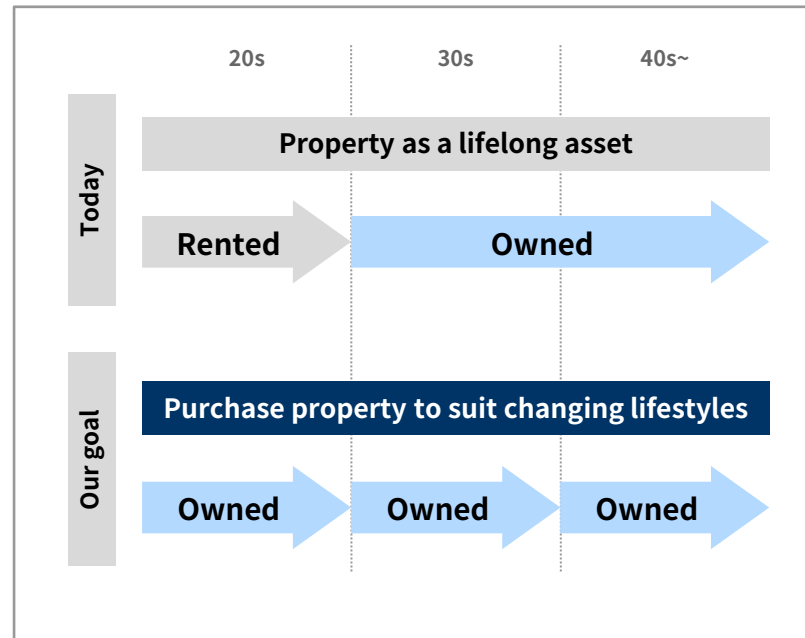 20s
30s
40s~
Today
Property as a lifelong asset
Rented
Owned
Our goal
Purchase property to suit changing lifestyles
Owned
Owned
Owned